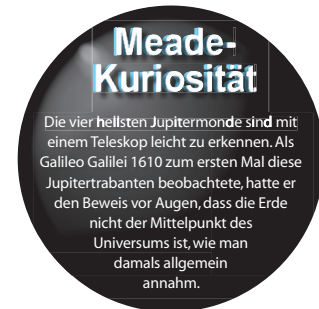 Meade-
Kuriosität
Die vier hellsten Jupitermonde sind mit
einem Teleskop leicht zu erkennen. Als
Galileo Galilei 1610 zum ersten Mal diese
Jupitertrabanten beobachtete, hatte er
den Beweis vor Augen, dass die Erde
nicht der Mittelpunkt des
Universums ist, wie man
damals allgemein
annahm.